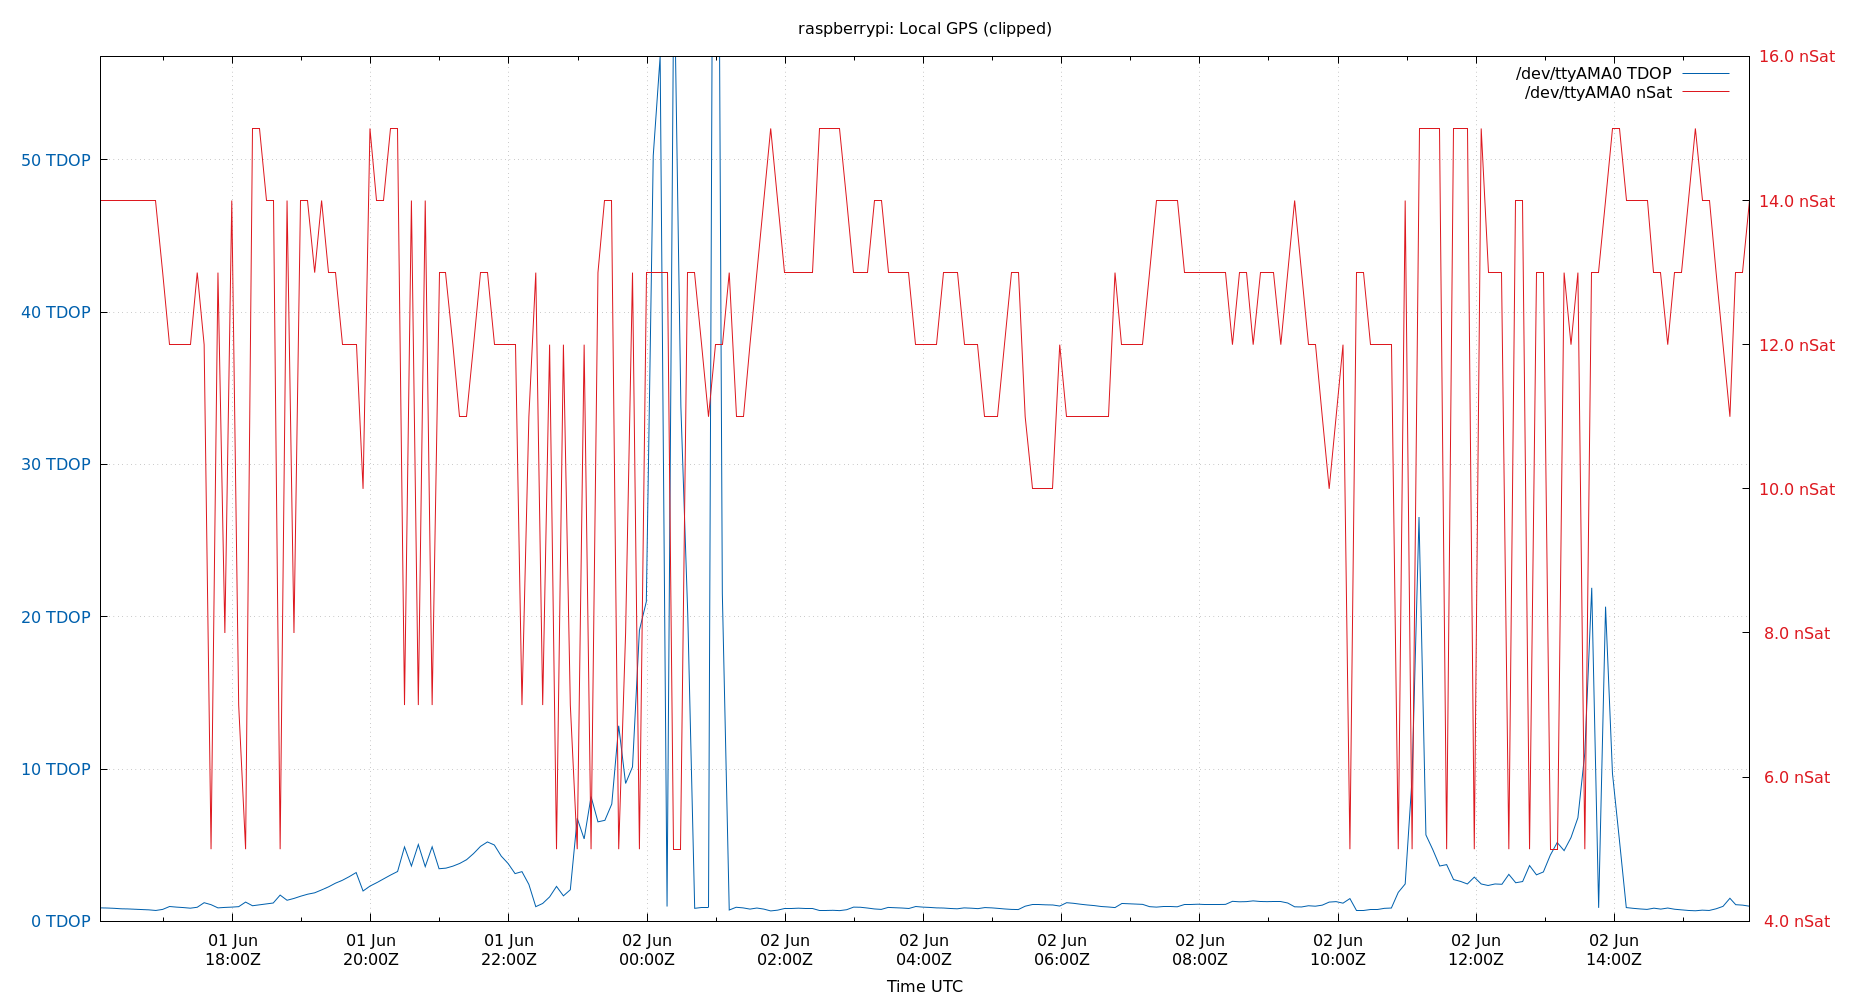 raspberrypi: Local GPS (clipped)
/dev/ttyAMA0 TDOP
/dev/ttyAMA0 nSat
50 TDOP
40 TDOP
30 TDOP
20 TDOP
10 TDOP
0 TDOP
16.0 nSat
14.0 nSat
12.0 nSat
10.0 nSat
8.0 nSat
6.0 nSat
4.0 nSat
01 Jun 01 Jun 01 Jun 02 Jun 02 Jun 02 Jun 02 Jun 02 Jun 02 Jun 02 Jun 02 Jun
18:00Z 20:00Z 22:00Z 00:00Z 02:00Z 04:00Z 06:00Z 08:00Z 10:00Z 12:00Z 14:00Z
Time UTC